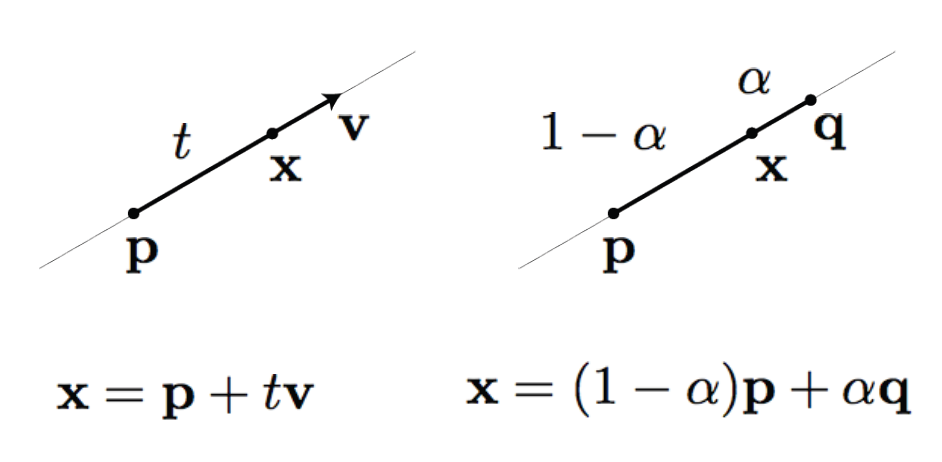 t
v
x
p
α
1 − α
q
x
p
x = p + tv
x = (1 − α)p + αq